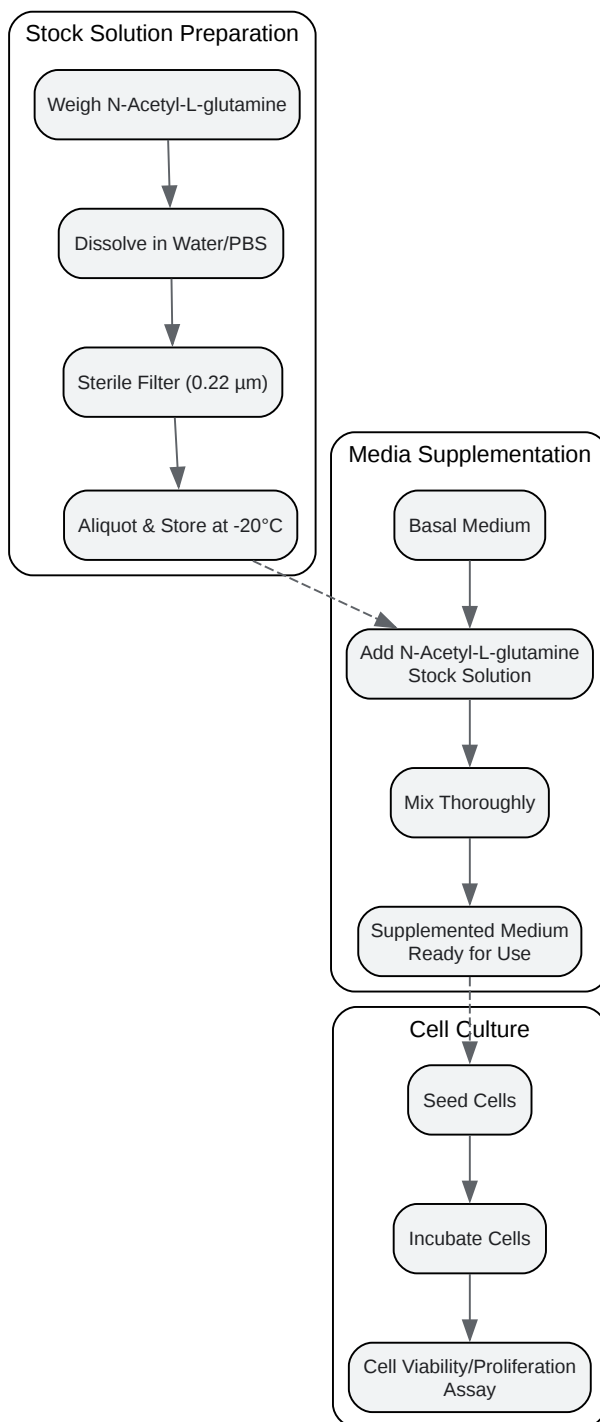 Stock Solution Preparation
Weigh N-Acetyl-L-glutamine
Dissolve in Water/PBS
Sterile Filter (0.22 µm)
Aliquot & Store at -20°C
Media Supplementation
Basal Medium
Add N-Acetyl-L-glutamine
Stock Solution
Mix Thoroughly
Supplemented Medium
Ready for Use
Cell Culture
Seed Cells
Incubate Cells
Cell Viability/Proliferation
Assay